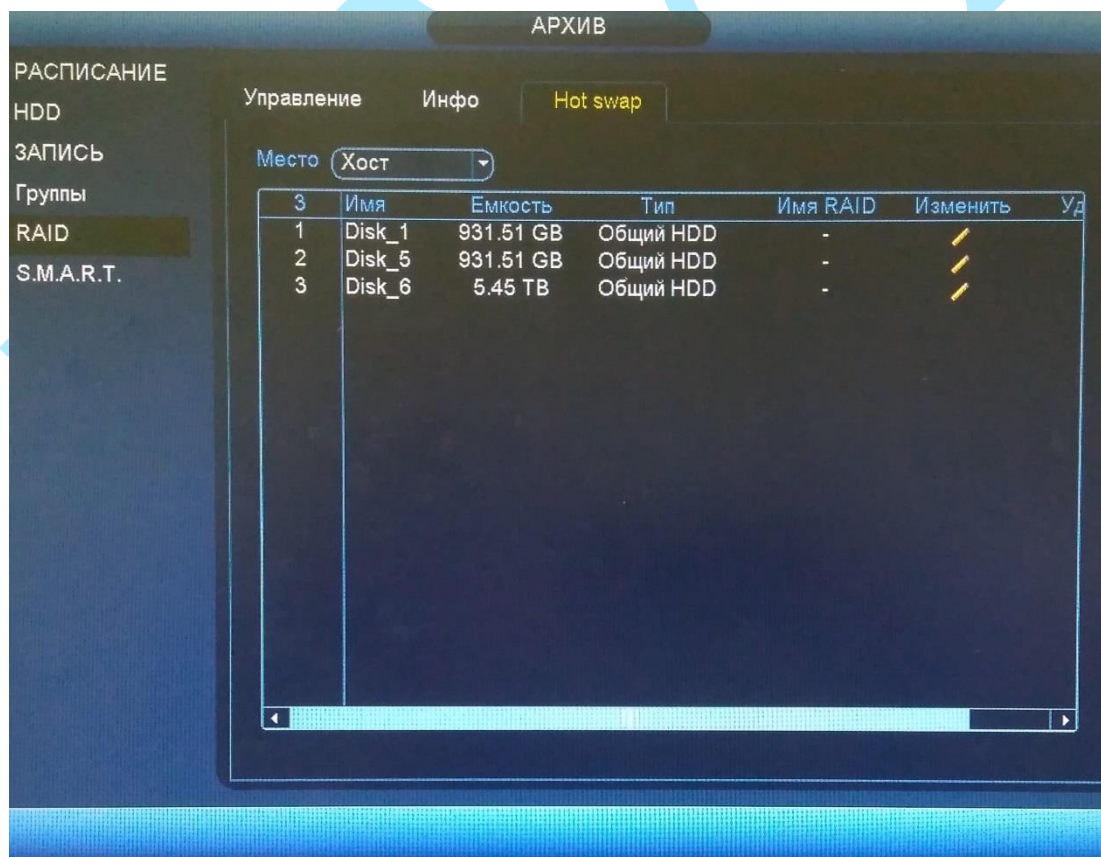 АРХИВ
РАСПИСАНИЕ
HDD
ЗАПИСЬ
Группы
RAID
S.M.A.R.T.
Управление Инфо Hot swap
Место Хост
3 Имя Емкость Тип Имя RAID Изменить Уд
1 Disk_1 931.51 GB Общий HDD -
2 Disk_5 931.51 GB Общий HDD -
3 Disk_6 5.45 TB Общий HDD -